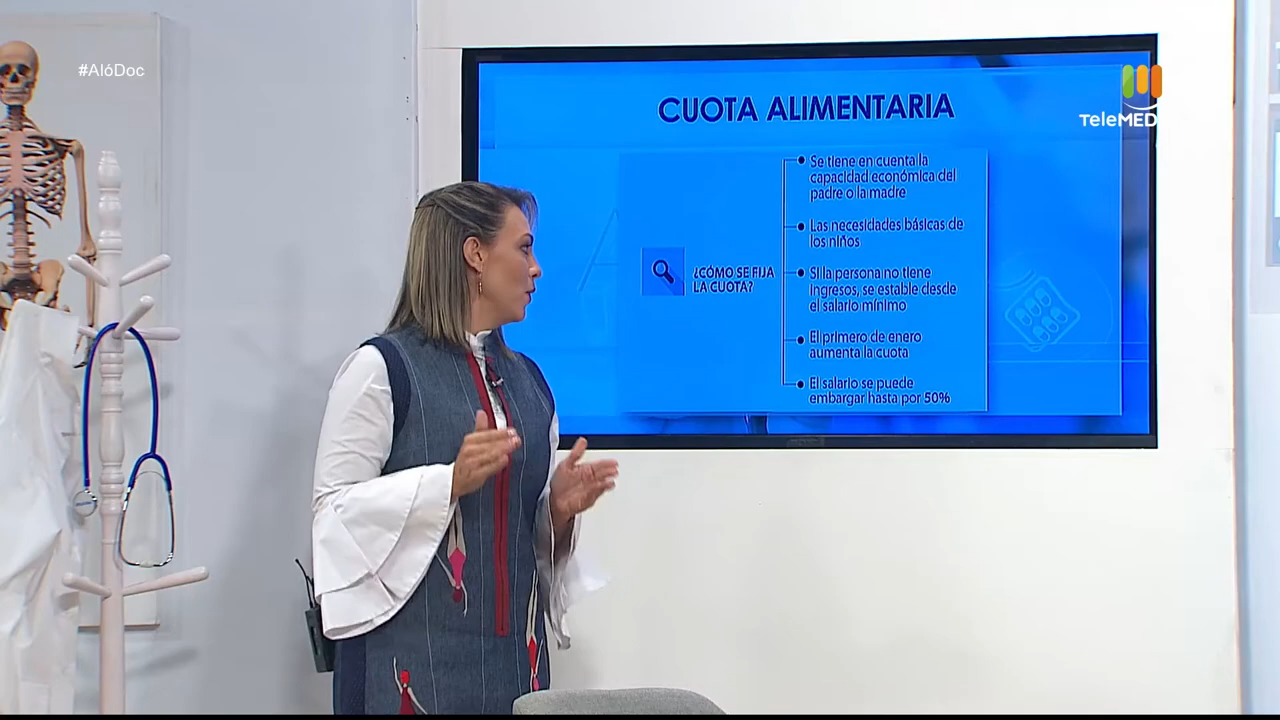 #AlóDoc
TeleMED
CUOTA ALIMENTARIA
Se tiene en cuenta la
capacidad económica del
padre o la madre
Las necesidades básicas de
los niños
¿CÓMO SE FIJA
LA CUOTA?
Si la persona no tiene
ingresos, se estable desde
el salario mínimo
El primero de enero
aumenta la cuota
El salario se puede
embargar hasta por 50%